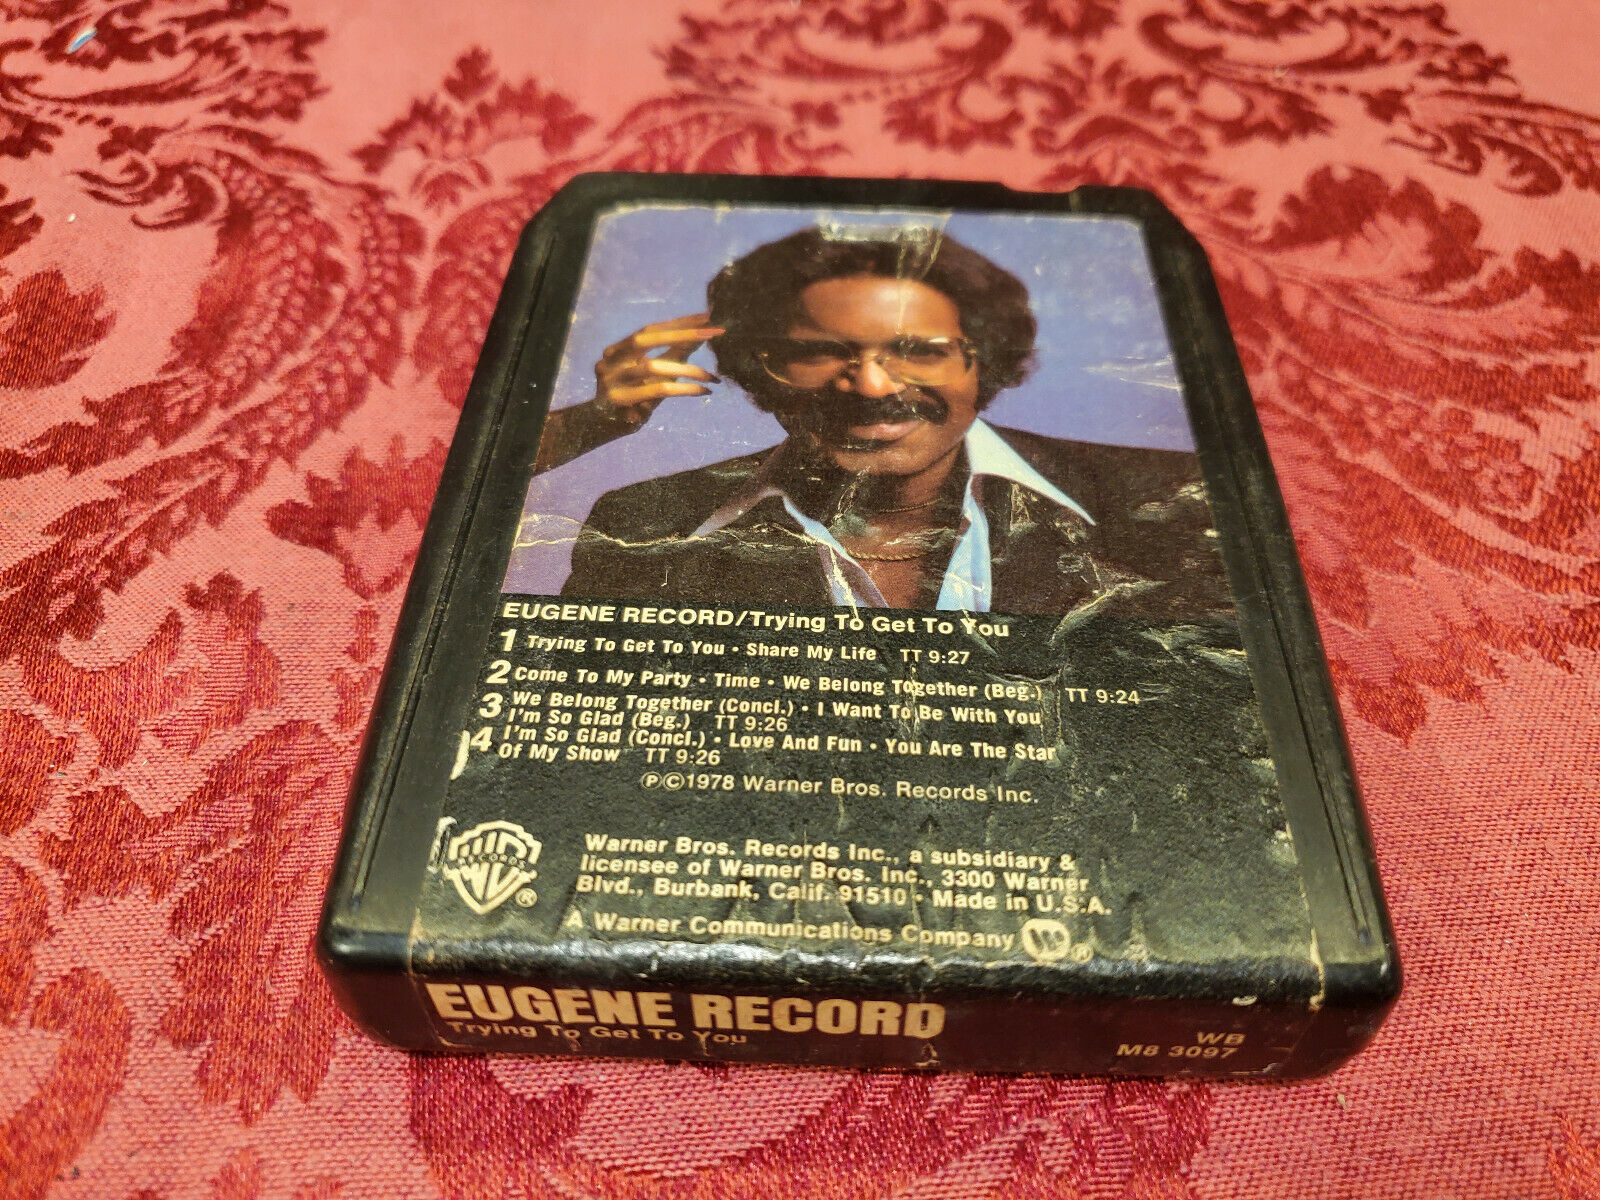 EUGENE RECORD/Trying To Get To You
1 Trying To Get To You • Share My Life TT 9:27
2 Come To My Party • Time • We Belong Together (Beg.) TT 9:24
3 We Belong Together (Concl.) • I Want To Be With You
I'm So Glad (Beg.) TT 9:26
4 I'm So Glad (Concl.) • Love And Fun • You Are The Star
Of My Show TT 9:26
℗©1978 Warner Bros. Records Inc.
WB RECORDS ®
Warner Bros. Records Inc., a subsidiary &
licensee of Warner Bros. Inc., 3300 Warner
Blvd., Burbank, Calif. 91510 • Made in U.S.A.
A Warner Communications Company ®
EUGENE RECORD
Trying To Get To You
WB
M8 3097